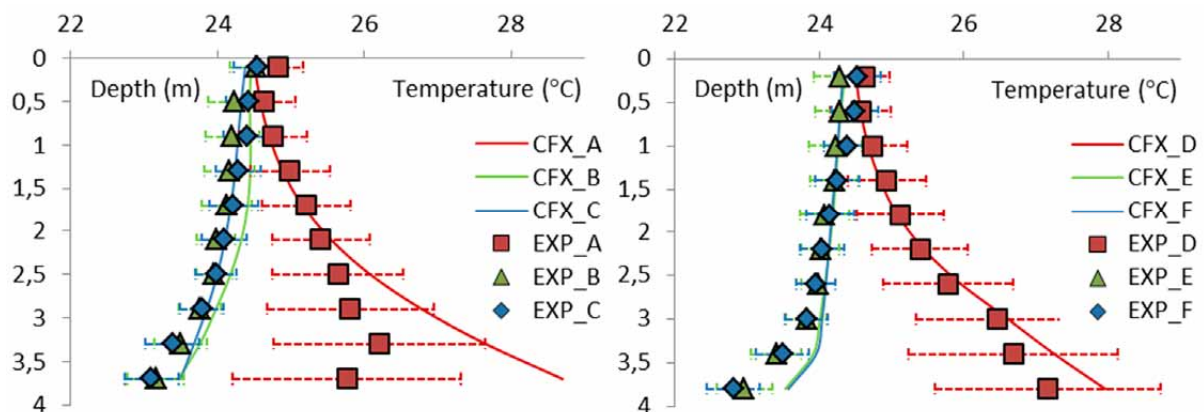 22 24 26 28
0
Depth (m) Temperature (°C)
0,5
1
CFX_A
1,5
CFX_B
CFX_C
2
EXP_A
2,5
EXP_B
3
EXP_C
3,5
4
22 24 26 28
0
Depth (m) Temperature (°C)
0,5
1
CFX_D
1,5
CFX_E
CFX_F
2
EXP_D
2,5
EXP_E
3
EXP_F
3,5
4